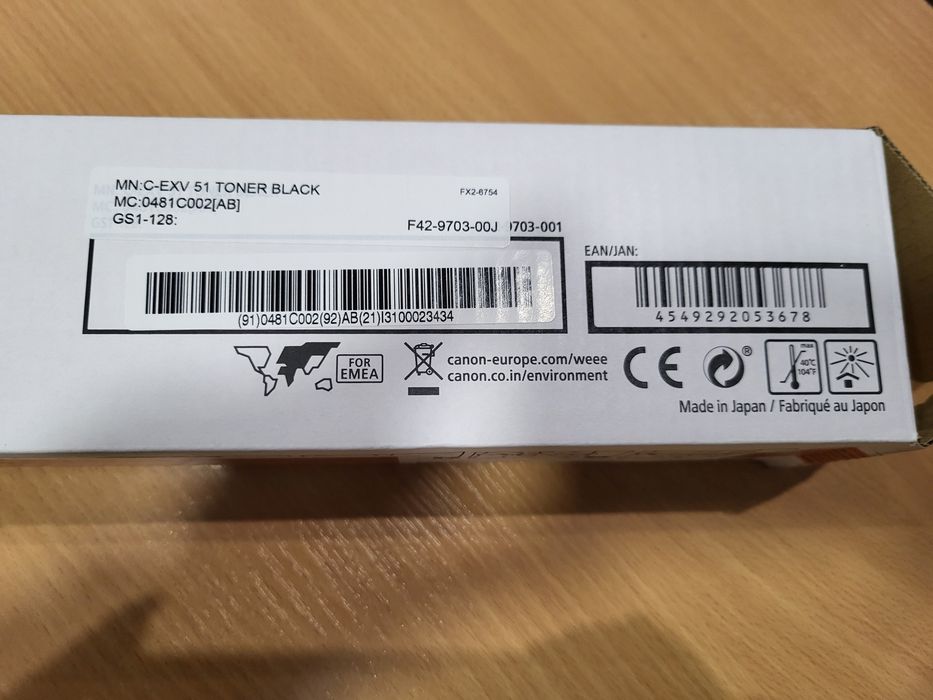 MN:C-EXV 51 TONER BLACK
FX2-6754
MC:0481C002[AB]
GS1-128:
F42-9703-00J
9703-001
EAN/JAN:
(91)0481C002(92)AB(21)I3100023434
4549292053678
FOR
EMEA
canon-europe.com/weee
canon.co.in/environment
CE
®
max
40°C
104°F
Made in Japan / Fabriqué au Japon